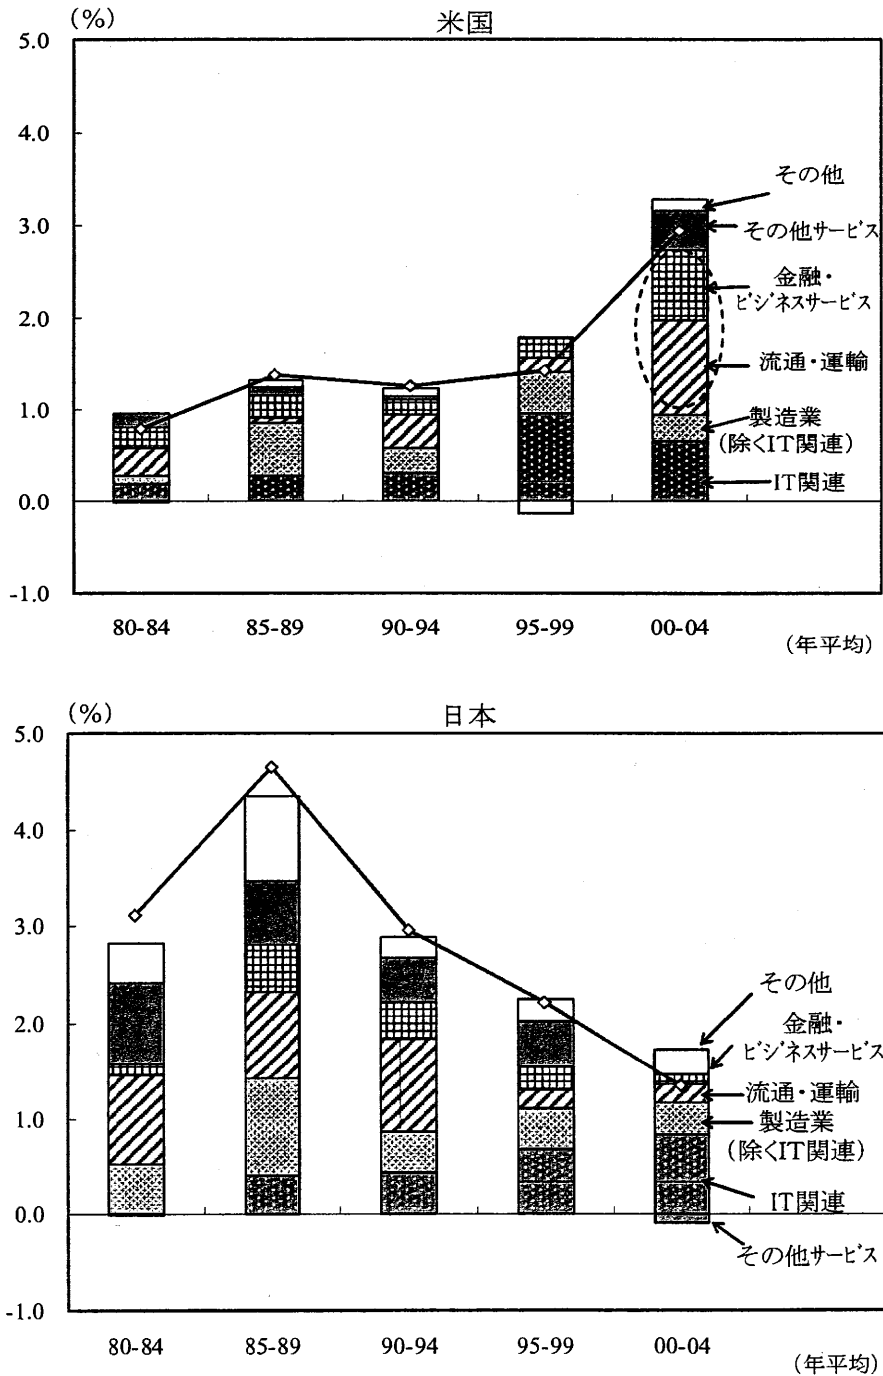 (%)
米国
5.0
4.0
3.0
2.0
1.0
0.0
-1.0
その他
その他サービス
金融・
ビジネスサービス
流通・運輸
製造業
(除くIT関連)
IT関連
80-84
85-89
90-94
95-99
00-04
(年平均)
(%)
日本
5.0
4.0
3.0
2.0
1.0
0.0
-1.0
その他
金融・
ビジネスサービス
流通・運輸
製造業
(除くIT関連)
IT関連
その他サービス
80-84
85-89
90-94
95-99
00-04
(年平均)